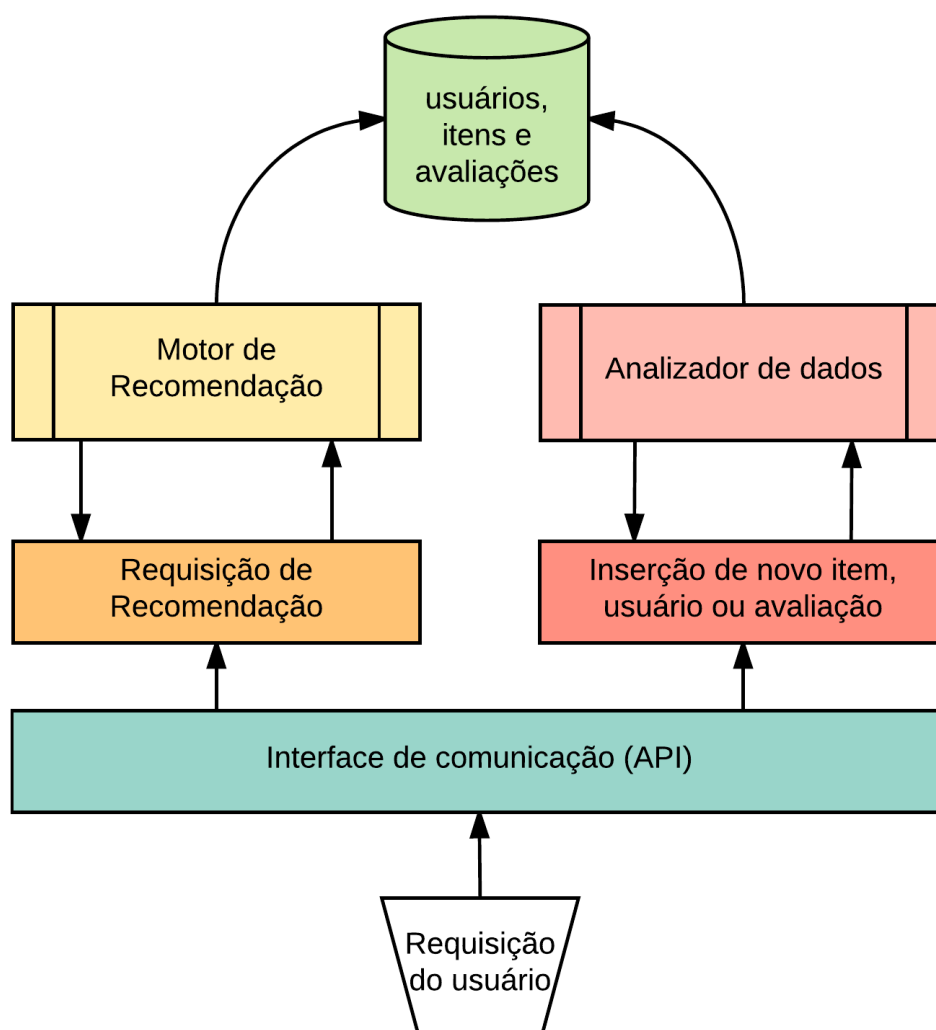 usuários,
itens e
avaliações
Motor de
Recomendação
Analizador de dados
Requisição de
Recomendação
Inserção de novo item,
usuário ou avaliação
Interface de comunicação (API)
Requisição
do usuário